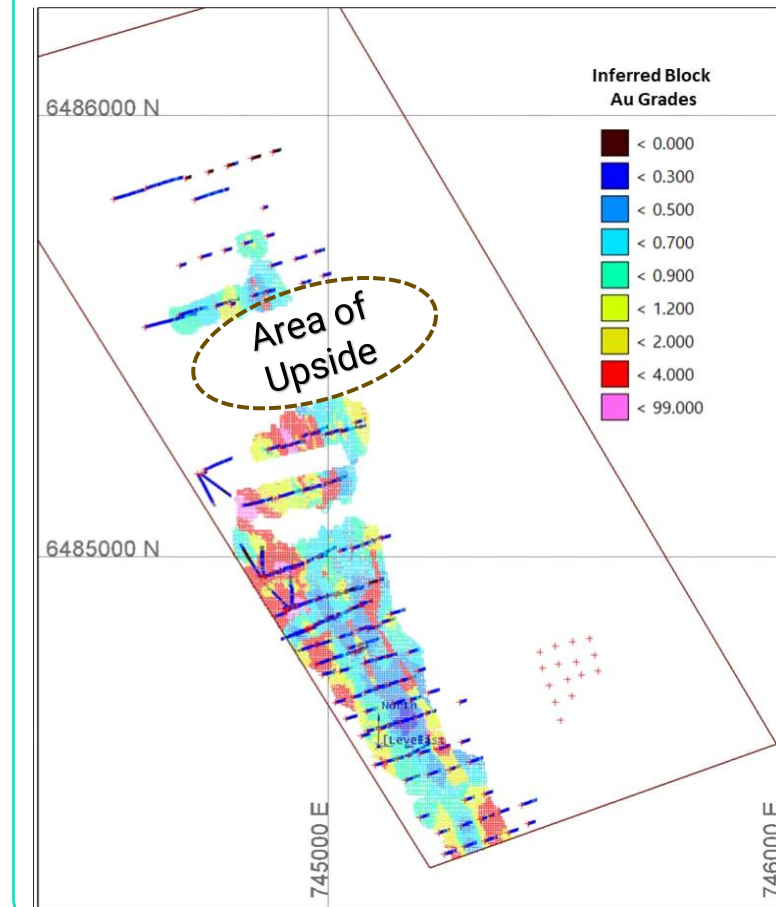 Inferred Block
Au Grades
6486000 N
< 0.000
< 0.300
< 0.500
< 0.700
< 0.900
< 1.200
< 2.000
< 4.000
< 99.000
Area of
Upside
6485000 N
North
745000 E
746000 E